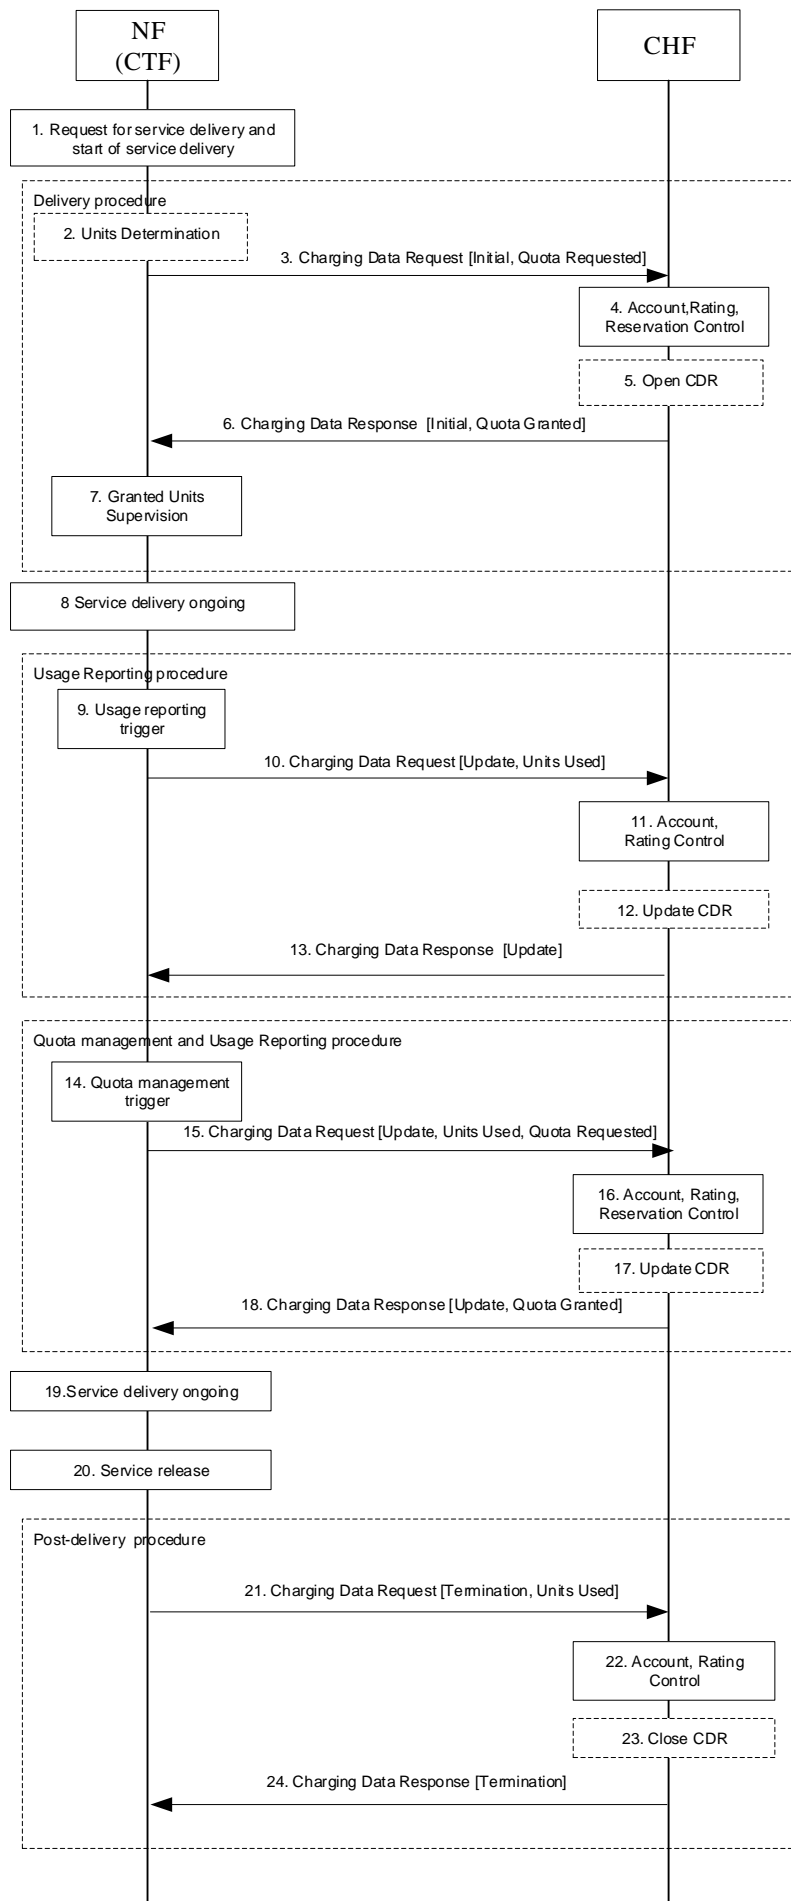 NF
(CTF)
CHF
1. Request for service delivery and
start of service delivery
Delivery procedure
2. Units Determination
3. Charging Data Request [Initial, Quota Requested]
4. Account,Rating,
Reservation Control
5. Open CDR
6. Charging Data Response [Initial, Quota Granted]
7. Granted Units
Supervision
8 Service delivery ongoing
Usage Reporting procedure
9. Usage reporting
trigger
10. Charging Data Request [Update, Units Used]
11. Account,
Rating Control
12. Update CDR
13. Charging Data Response [Update]
Quota management and Usage Reporting procedure
14. Quota management
trigger
15. Charging Data Request [Update, Units Used, Quota Requested]
16. Account, Rating,
Reservation Control
17. Update CDR
18. Charging Data Response [Update, Quota Granted]
19.Service delivery ongoing
20. Service release
Post-delivery procedure
21. Charging Data Request [Termination, Units Used]
22. Account, Rating
Control
23. Close CDR
24. Charging Data Response [Termination]